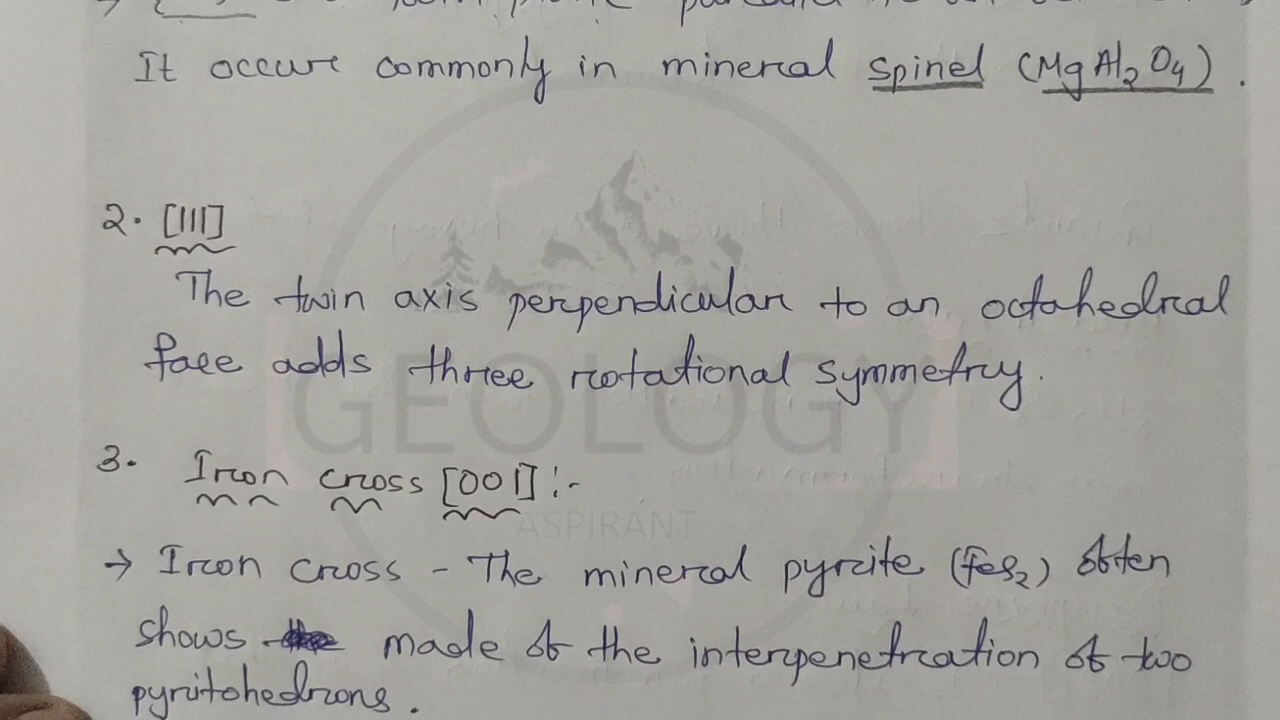 It occurs commonly in mineral spinel (MgAl₂O₄).
2. [111]
The twin axis perpendicular to an octahedral
face adds three rotational symmetry.
GEOLOGY
3. Iron cross [001] :-
ASPIRANT
→ Iron cross - The mineral pyrite (FeS₂) often
shows made of the interpenetration of two
pyritohedrons.